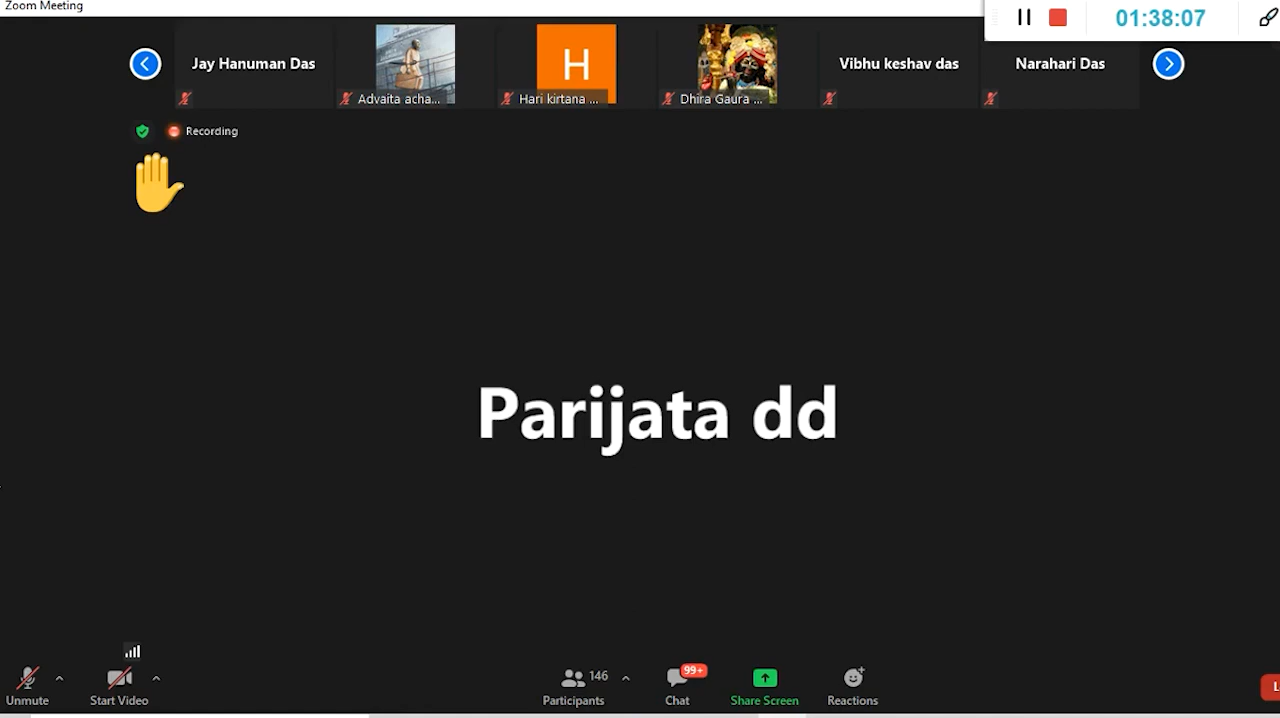 Zoom Meeting
01:38:07
Jay Hanuman Das
H
Vibhu keshav das
Narahari Das
Advaita acha...
Hari kirtana ...
Dhira Gaura ...
Recording
Parijata dd
146
99+
Unmute
Start Video
Participants
Chat
Share Screen
Reactions
L